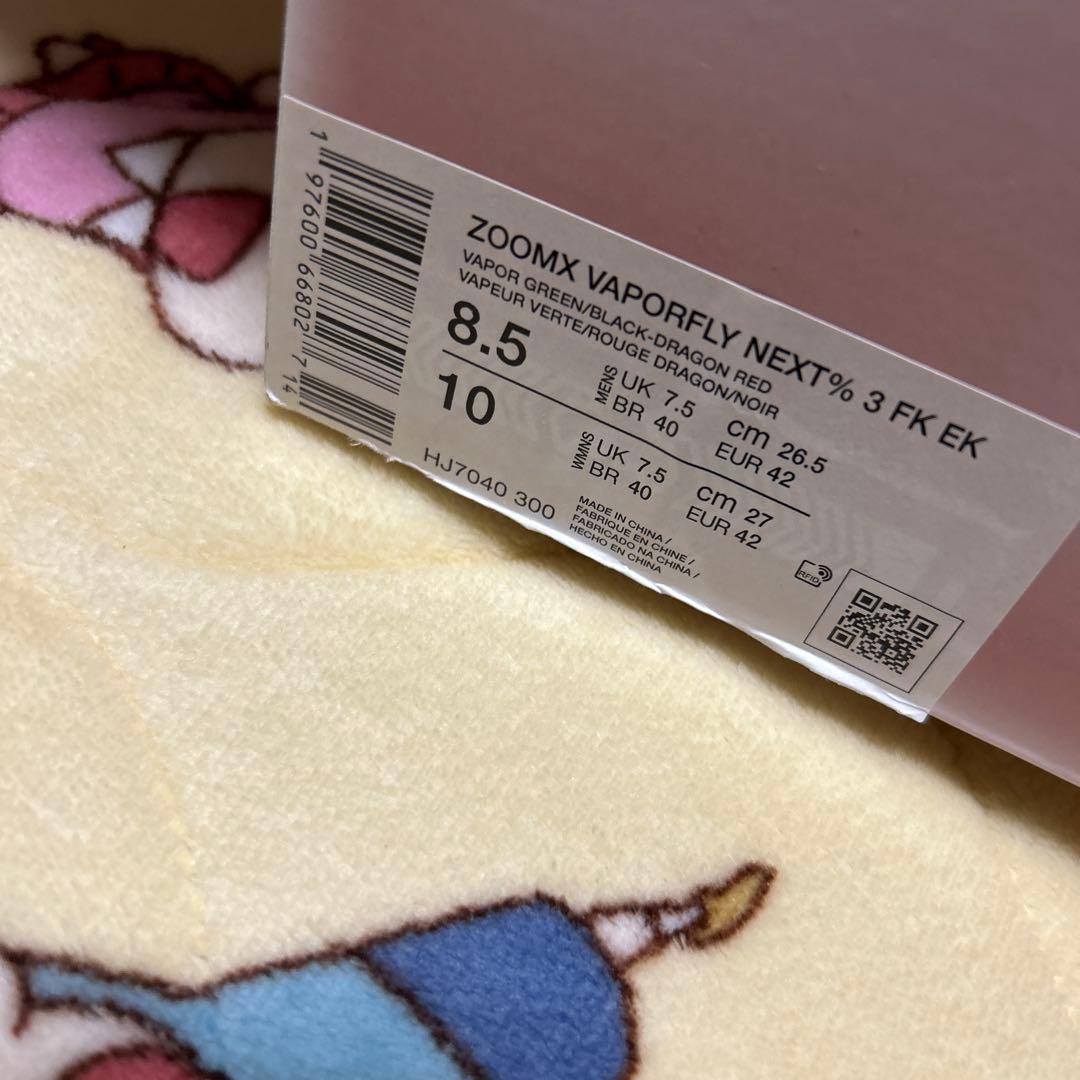 ZOOMX VAPORFLY NEXT% 3 FK EK
VAPOR GREEN/BLACK-DRAGON RED
VAPEUR VERTE/ROUGE DRAGON/NOIR
8.5
MENS
UK 7.5
BR 40
cm 26.5
EUR 42
10
WMNS
UK 7.5
BR 40
cm 27
EUR 42
HJ7040 300
MADE IN CHINA /
FABRIQUE EN CHINE /
FABRICADO NA CHINA /
HECHO EN CHINA
RFID
1 97600 66802 7 14